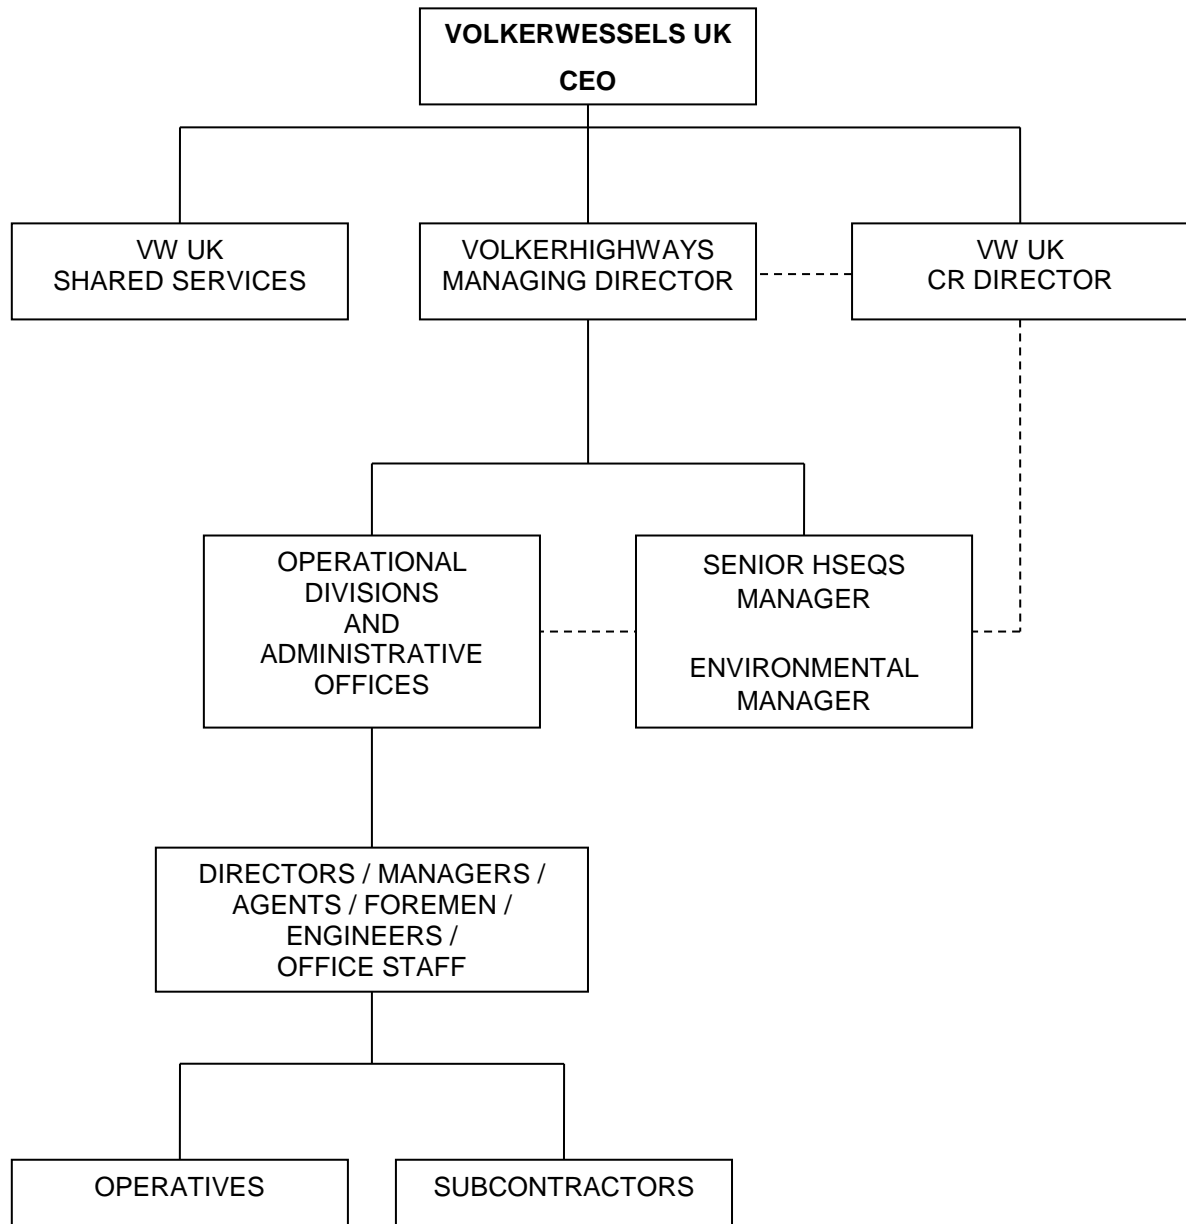 VOLKERWESSELS UK
CEO
VW UK
SHARED SERVICES
VOLKERHIGHWAYS
MANAGING DIRECTOR
VW UK
CR DIRECTOR
OPERATIONAL
DIVISIONS
AND
ADMINISTRATIVE
OFFICES
SENIOR HSEQS
MANAGER
ENVIRONMENTAL
MANAGER
DIRECTORS / MANAGERS /
AGENTS / FOREMEN /
ENGINEERS /
OFFICE STAFF
OPERATIVES
SUBCONTRACTORS